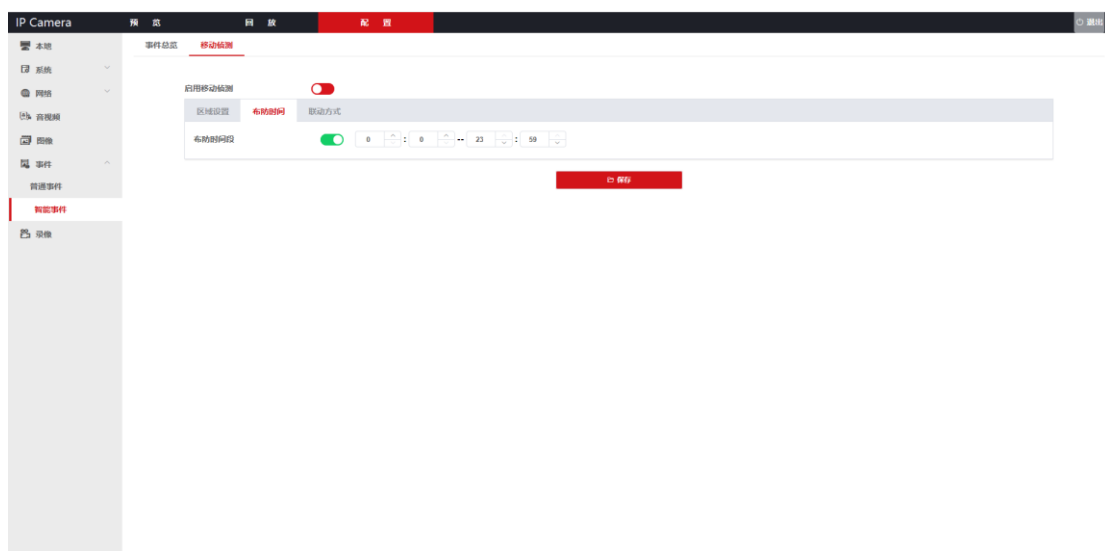 IP Camera 预 览 回 放 配 置 退出
本地
系统
网络
音视频
图像
事件
普通事件
智能事件
录像
事件总览 移动侦测
启用移动侦测
区域设置 布防时间 联动方式
布防时间段 0 : 0 -- 23 : 59
保存